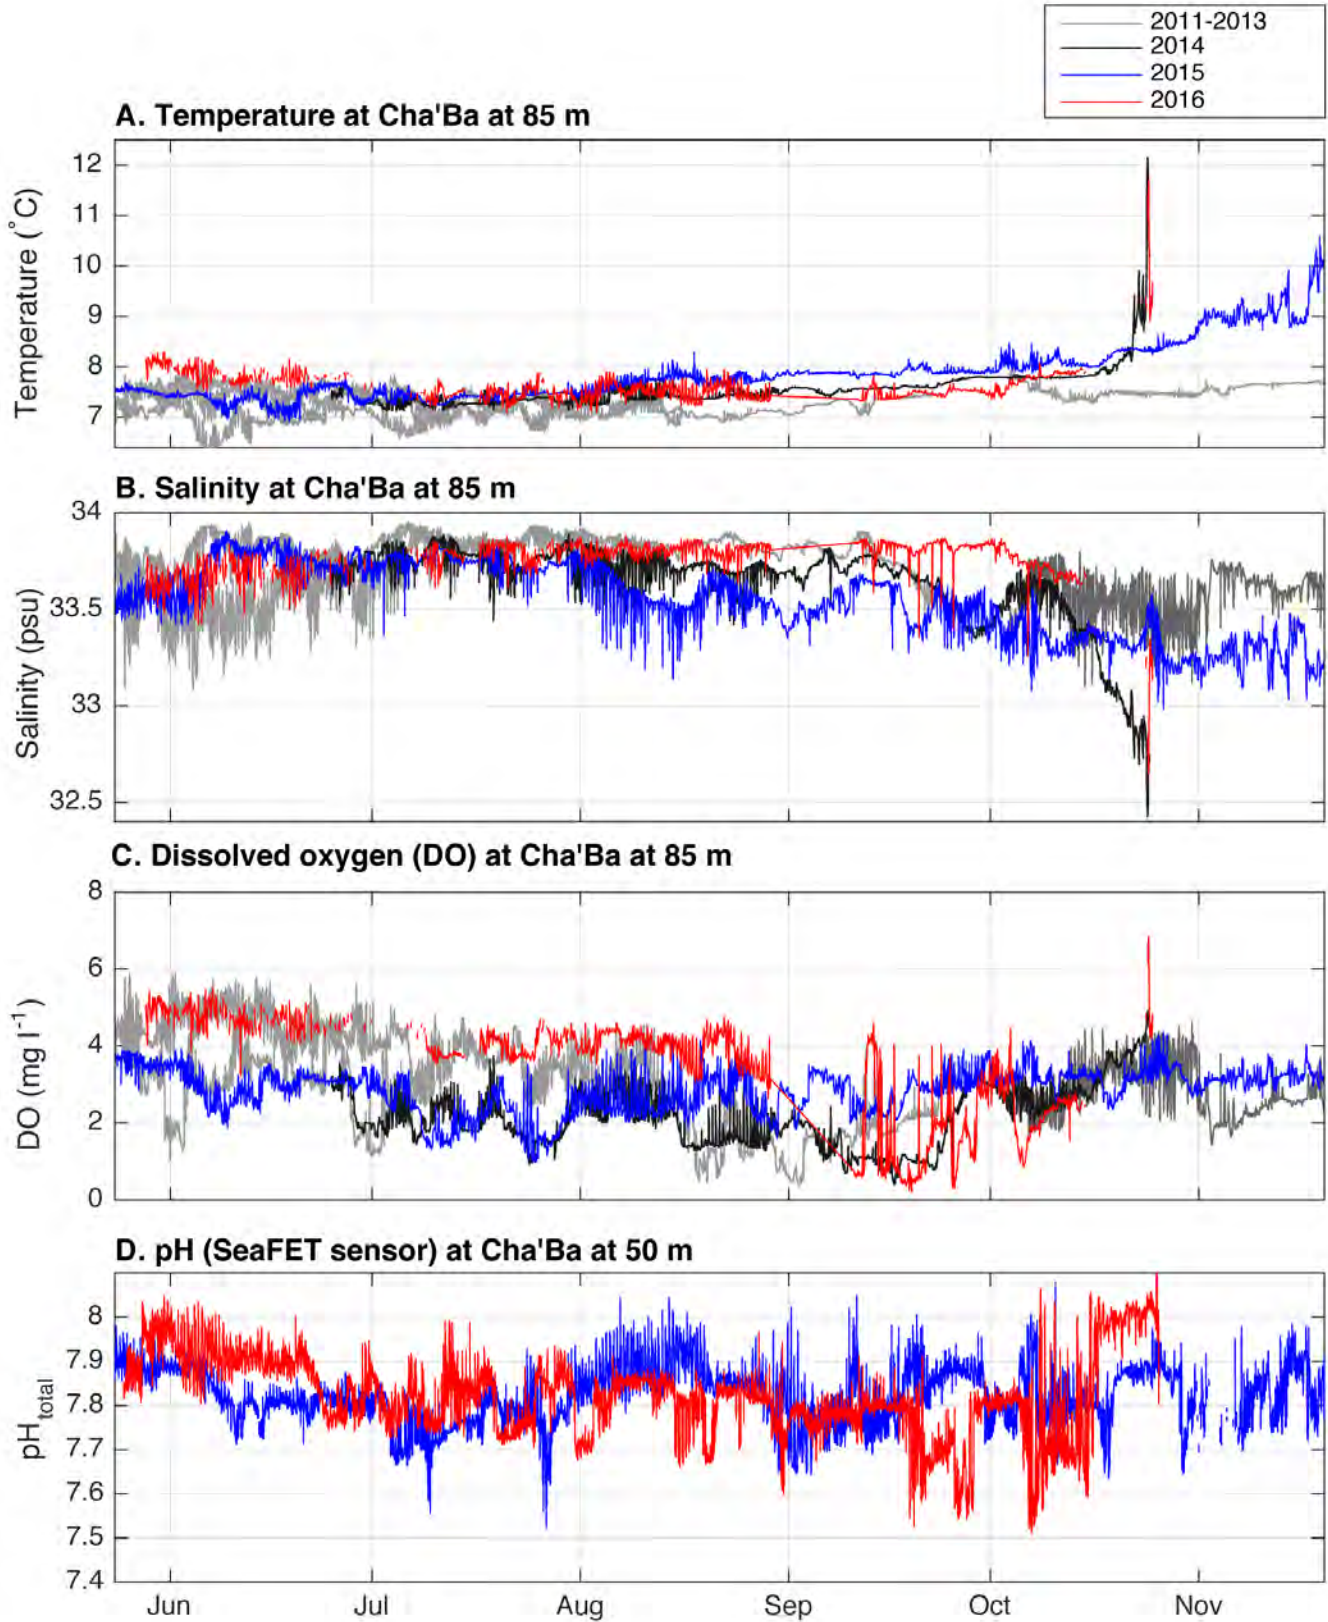 2011-2013
2014
2015
2016
A. Temperature at Cha'Ba at 85 m
Temperature (°C)
12
11
10
9
8
7
B. Salinity at Cha'Ba at 85 m
Salinity (psu)
34
33.5
33
32.5
C. Dissolved oxygen (DO) at Cha'Ba at 85 m
DO (mg l⁻¹)
8
6
4
2
0
D. pH (SeaFET sensor) at Cha'Ba at 50 m
pH_total
8
7.9
7.8
7.7
7.6
7.5
7.4
Jun Jul Aug Sep Oct Nov